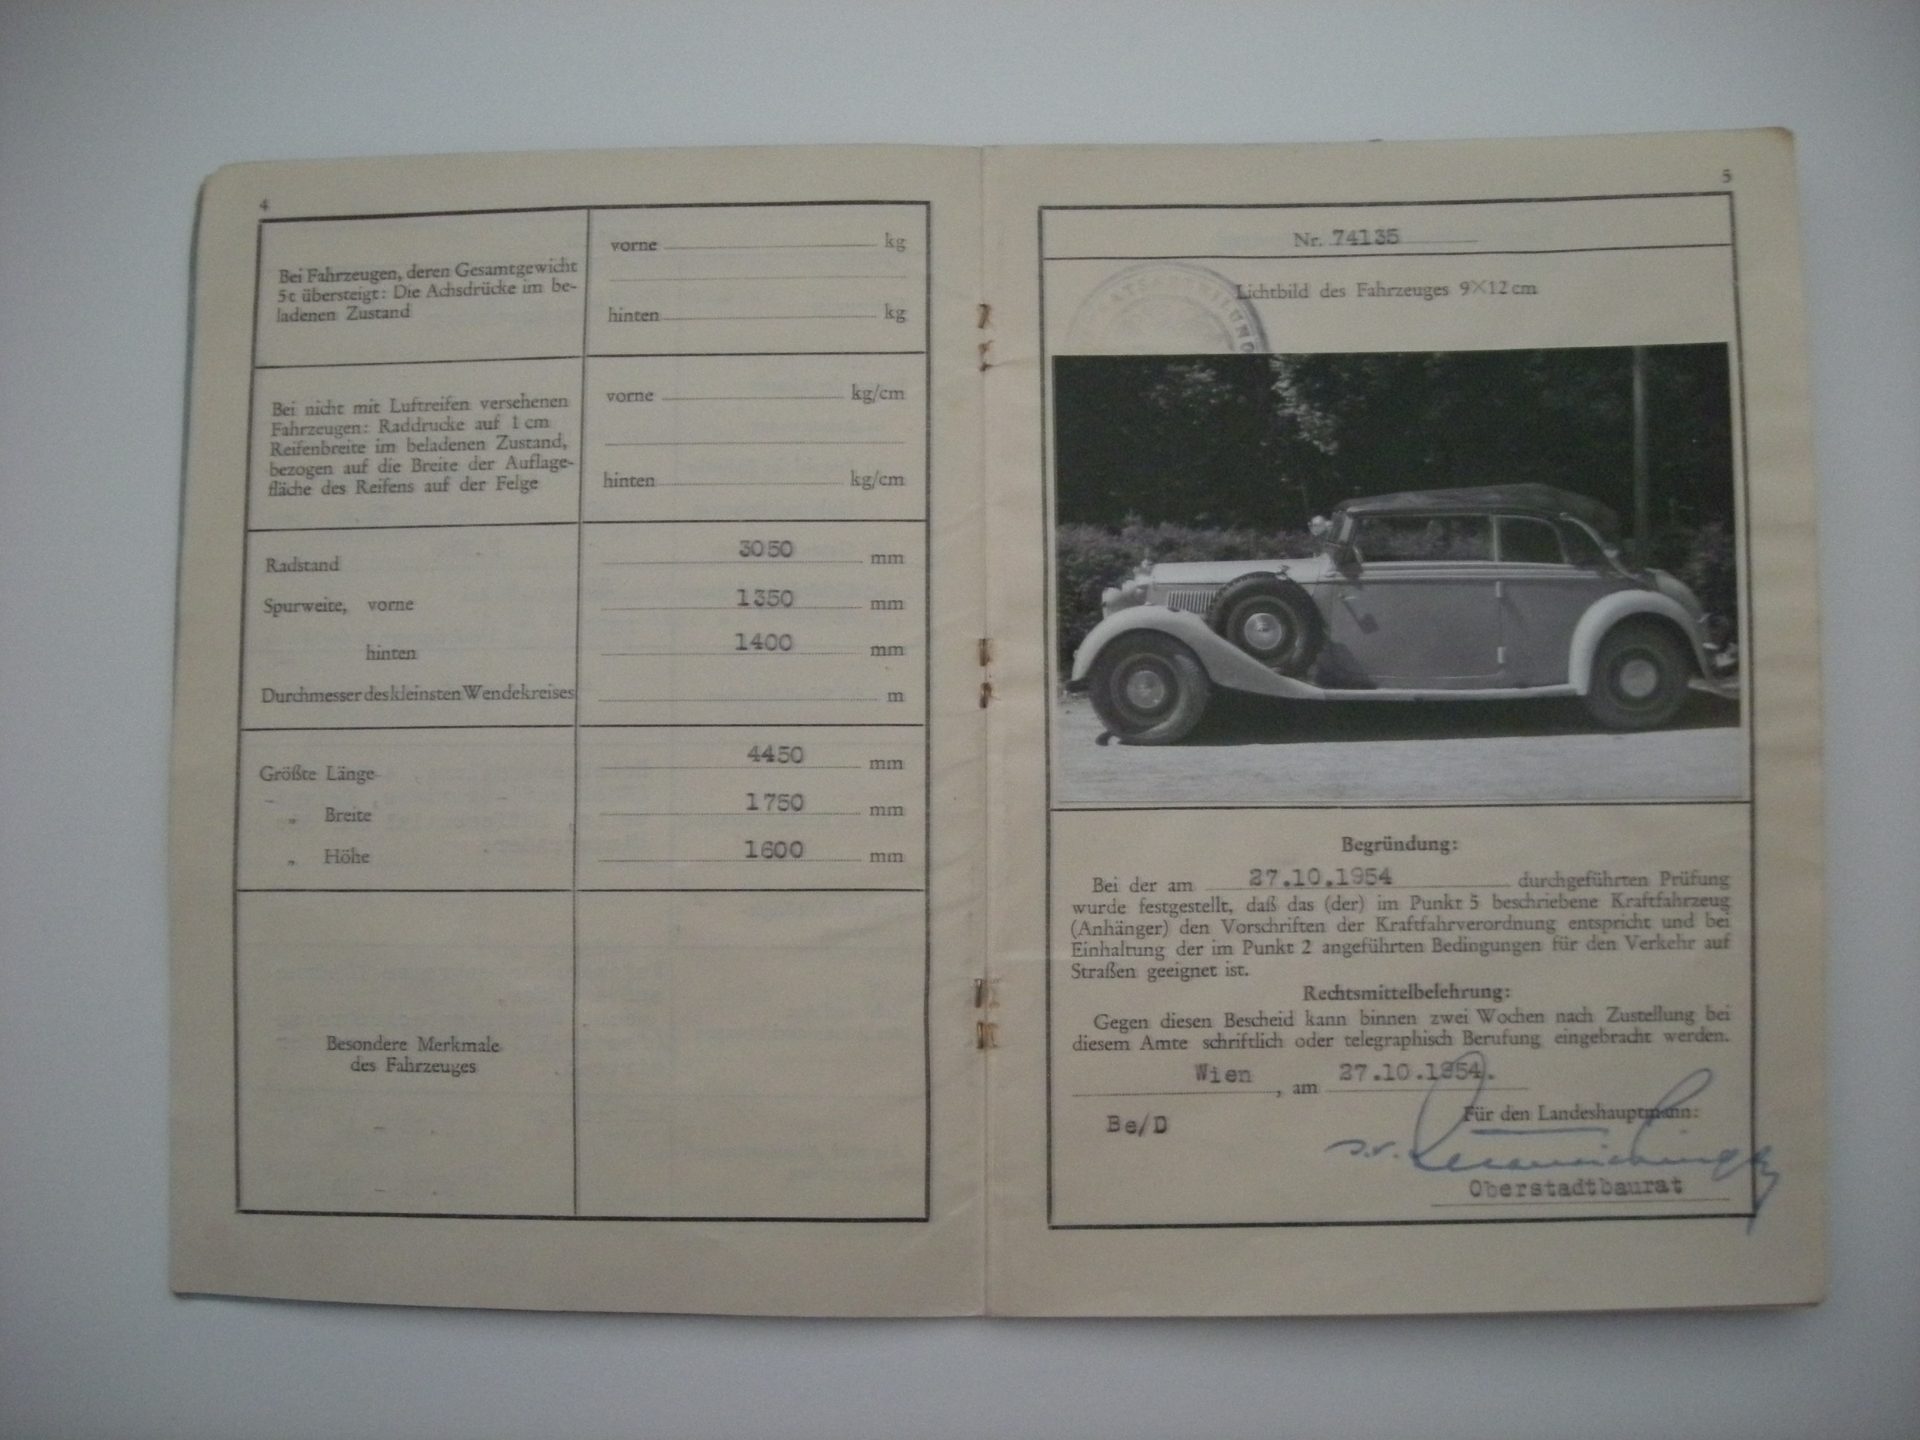 4
Bei Fahrzeugen, deren Gesamtgewicht
5t übersteigt: Die Achsdrücke im be-
ladenen Zustand
vorne kg
hinten kg
Bei nicht mit Luftreifen versehenen
Fahrzeugen: Raddrucke auf 1 cm
Reifenbreite im beladenen Zustand,
bezogen auf die Breite der Auflage-
fläche des Reifens auf der Felge
vorne kg/cm
hinten kg/cm
Radstand 3050 mm
Spurweite, vorne 1350 mm
hinten 1400 mm
Durchmesser des kleinsten Wendekreises m
Größte Länge 4450 mm
„ Breite 1750 mm
„ Höhe 1600 mm
Besondere Merkmale
des Fahrzeuges
5
Nr. 74135
Lichtbild des Fahrzeuges 9×12 cm
Begründung:
Bei der am 27.10.1954 durchgeführten Prüfung
wurde festgestellt, daß das (der) im Punkt 5 beschriebene Kraftfahrzeug
(Anhänger) den Vorschriften der Kraftfahrverordnung entspricht und bei
Einhaltung der im Punkt 2 angeführten Bedingungen für den Verkehr auf
Straßen geeignet ist.
Rechtsmittelbelehrung:
Gegen diesen Bescheid kann binnen zwei Wochen nach Zustellung bei
diesem Amte schriftlich oder telegraphisch Berufung eingebracht werden.
Wien, am 27.10.1954.
Be/D
Für den Landeshauptmann:
Oberstadtbaurat